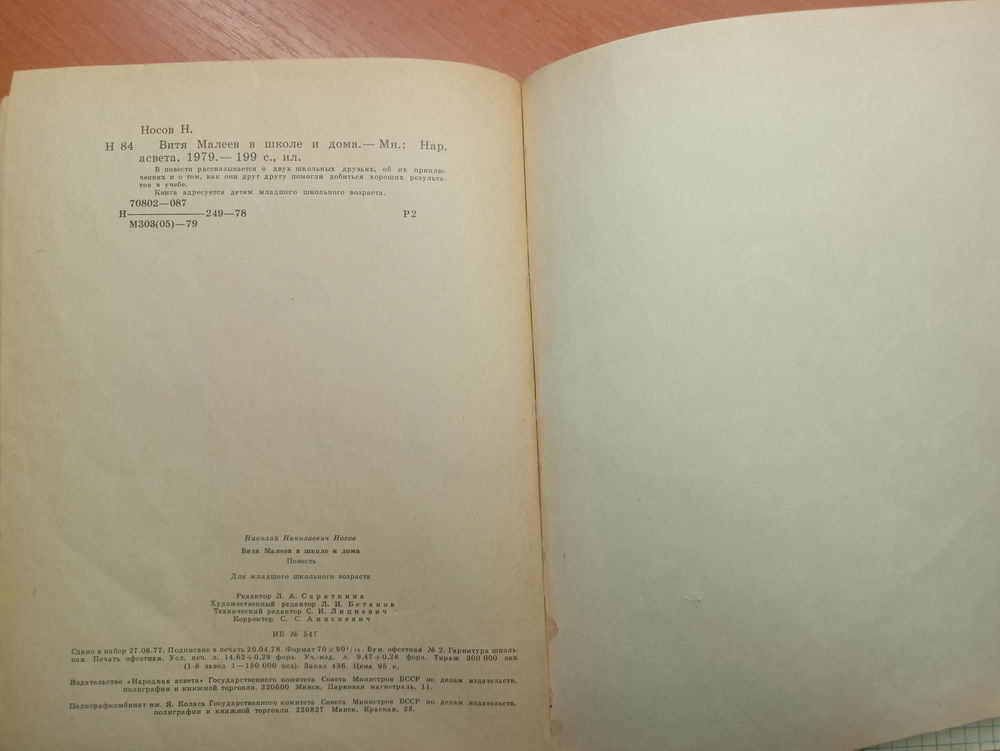 Носов Н.
Н 84 Витя Малеев в школе и дома.— Мн.: Нар.
асвета, 1979.— 199 с., ил.
В повести рассказывается о двух школьных друзьях, об их приклю-
чениях и о том, как они друг другу помогли добиться хороших результа-
тов в учебе.
Книга адресуется детям младшего школьного возраста.
70802—087
Н————249—78 Р2
М303(05)—79
Николай Николаевич Носов
Витя Малеев в школе и дома
Повесть
Для младшего школьного возраста
Редактор Л. А. Сараткина
Художественный редактор Л. И. Бетанов
Технический редактор С. И. Лицкевич
Корректор С. С. Анискевич
ИБ № 547
Сдано в набор 27.06.77. Подписано в печать 20.04.78. Формат 70×90¹/₁₆. Бум. офсетная № 2. Гарнитура школь-
ная. Печать офсетная. Усл. печ. л. 14,62+0,29 форз. Уч.-изд. л. 9,47+0,28 форз. Тираж 300 000 экз.
(1-й завод 1—150 000 экз). Заказ 436. Цена 95 к.
Издательство «Народная асвета» Государственного комитета Совета Министров БССР по делам издательств,
полиграфии и книжной торговли. 220600 Минск, Парковая магистраль, 11.
Полиграфкомбинат им. Я. Коласа Государственного комитета Совета Министров БССР по делам издательств,
полиграфии и книжной торговли. 220827 Минск, Красная, 23.